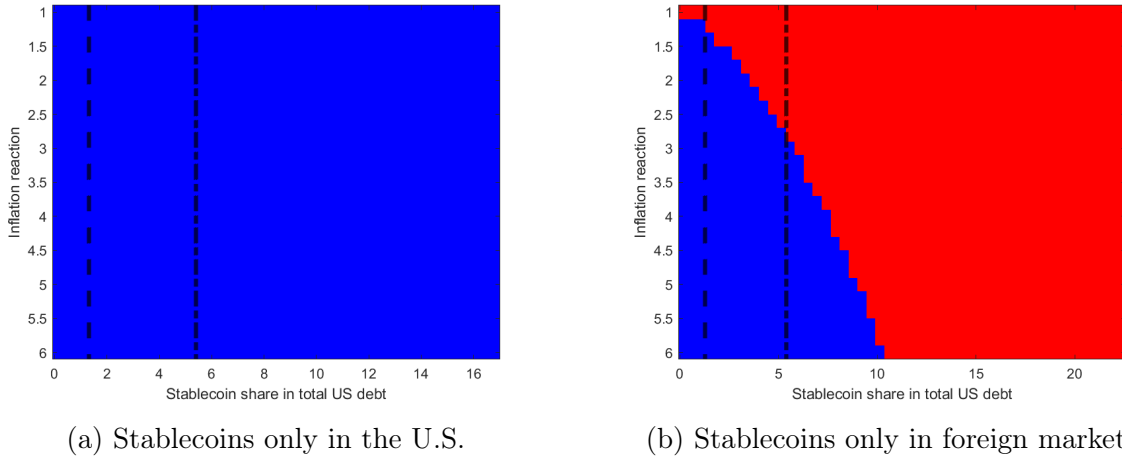 1
1.5
2
2.5
3
3.5
4
4.5
5
5.5
6
Inflation reaction
0 2 4 6 8 10 12 14 16
Stablecoin share in total US debt
(a) Stablecoins only in the U.S.
1
1.5
2
2.5
3
3.5
4
4.5
5
5.5
6
Inflation reaction
0 5 10 15 20
Stablecoin share in total US debt
(b) Stablecoins only in foreign market